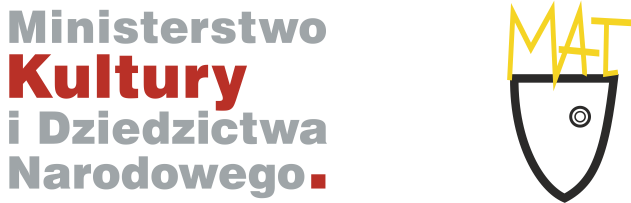 Ministerstwo
Kultury
i Dziedzictwa
Narodowego.
MAT